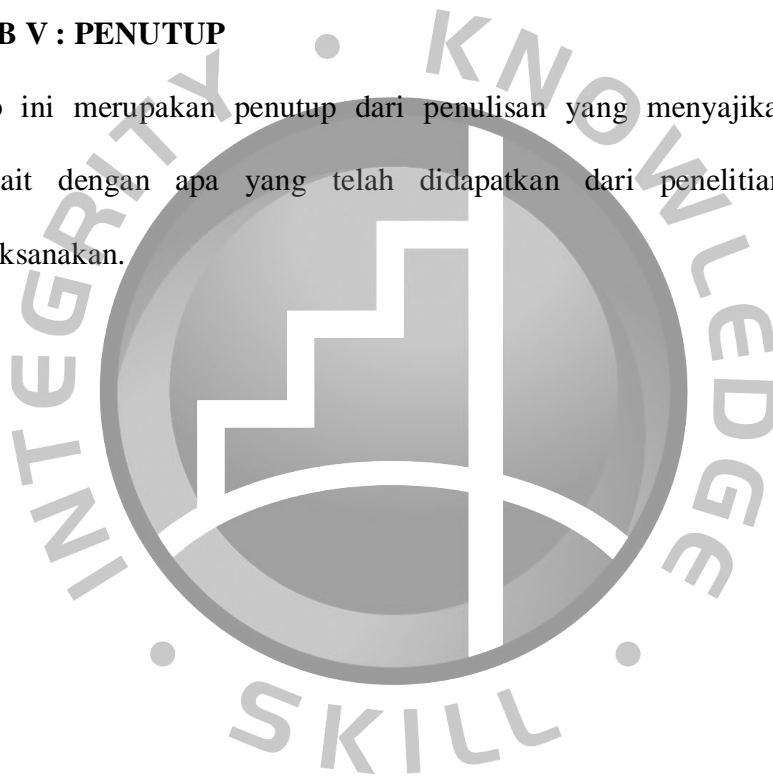 B V : PENUTUP
ini merupakan penutup dari penulisan yang menyajika
ait dengan apa yang telah didapatkan dari penelitian
ksanakan.
INTEGRITY • KNOWLEDGE • SKILL •